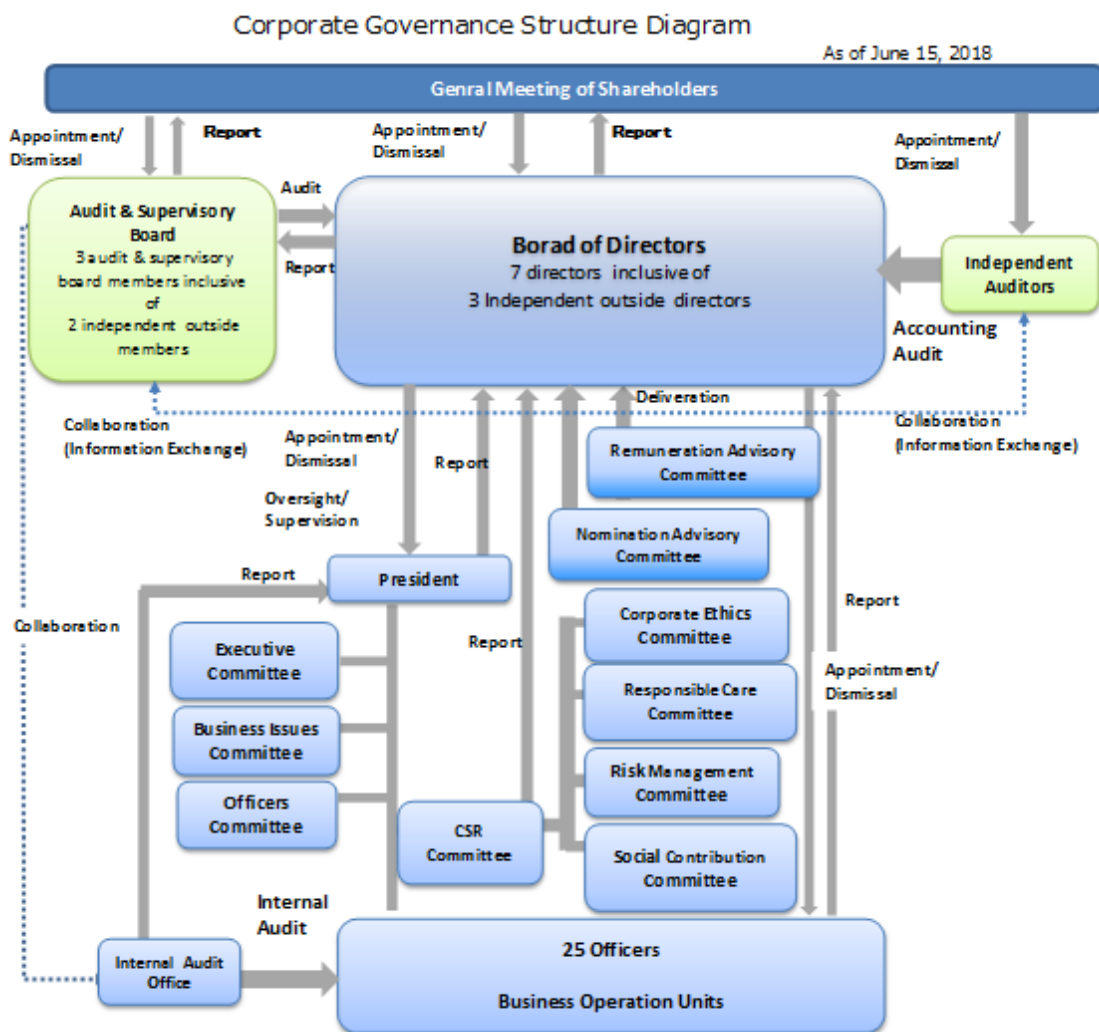 Corporate Governance Structure Diagram
As of June 15, 2018
Genral Meeting of Shareholders
Appointment/
Dismissal
Report
Appointment/
Dismissal
Report
Appointment/
Dismissal
Audit & Supervisory
Board
3 audit & supervisory
board members inclusive
of
2 independent outside
members
Audit
Report
Borad of Directors
7 directors inclusive of
3 Independent outside directors
Independent
Auditors
Accounting
Audit
Collaboration
(Information Exchange)
Appointment/
Dismissal
Oversight/
Supervision
Report
Deliveration
Collaboration
(Information Exchange)
Remuneration Advisory
Committee
Nomination Advisory
Committee
Report
President
Collaboration
Report
Corporate Ethics
Committee
Report
Executive
Committee
Responsible Care
Committee
Appointment/
Dismissal
Business Issues
Committee
Risk Management
Committee
Officers
Committee
CSR
Committee
Social Contribution
Committee
Internal
Audit
Internal Audit
Office
25 Officers
Business Operation Units